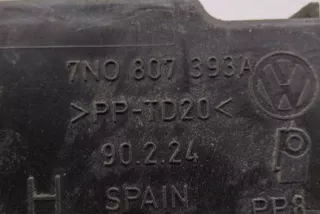 7N0 807 393A
>PP-TD20<
90.2.24
H SPAIN